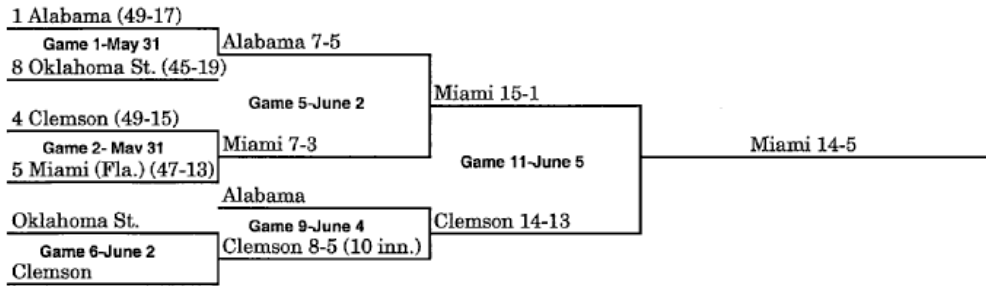 1 Alabama (49-17)
Game 1-May 31
Alabama 7-5
8 Oklahoma St. (45-19)
Game 5-June 2
Miami 15-1
4 Clemson (49-15)
Game 2- May 31
Miami 7-3
5 Miami (Fla.) (47-13)
Game 11-June 5
Miami 14-5
Alabama
Oklahoma St.
Game 9-June 4
Clemson 14-13
Game 6-June 2
Clemson 8-5 (10 inn.)
Clemson